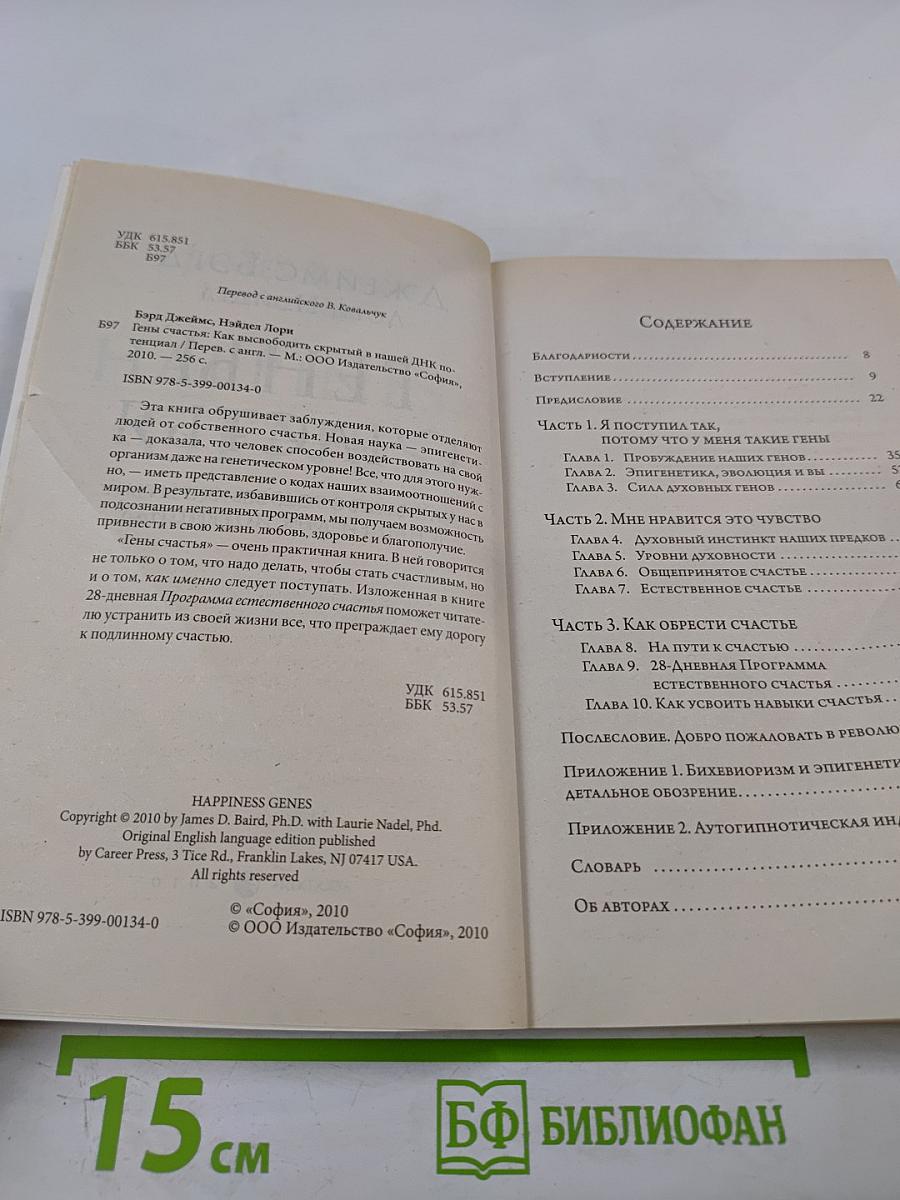 УДК 615.851
ББК 53.57
Б97
Перевод с английского В. Ковальчук
Бэрд Джеймс, Нэйдел Лори
Б97 Гены счастья: Как высвободить скрытый в нашей ДНК по-
тенциал / Перев. с англ. — М.: ООО Издательство «София»,
2010. — 256 с.
ISBN 978-5-399-00134-0
Эта книга обрушивает заблуждения, которые отделяют
людей от собственного счастья. Новая наука — эпигенети-
ка — доказала, что человек способен воздействовать на свой
организм даже на генетическом уровне! Все, что для этого нуж-
но, — иметь представление о кодах наших взаимоотношений с
миром. В результате, избавившись от контроля скрытых у нас в
подсознании негативных программ, мы получаем возможность
привнести в свою жизнь любовь, здоровье и благополучие.
«Гены счастья» — очень практичная книга. В ней говорится
не только о том, что надо делать, чтобы стать счастливым, но
и о том, как именно следует поступать. Изложенная в книге
28-дневная Программа естественного счастья поможет читате-
лю устранить из своей жизни все, что преграждает ему дорогу
к подлинному счастью.
УДК 615.851
ББК 53.57
HAPPINESS GENES
Copyright © 2010 by James D. Baird, Ph.D. with Laurie Nadel, Phd.
Original English language edition published
by Career Press, 3 Tice Rd., Franklin Lakes, NJ 07417 USA.
All rights reserved
ISBN 978-5-399-00134-0
© «София», 2010
© ООО Издательство «София», 2010
Содержание
Благодарности 8
Вступление 9
Предисловие 22
Часть 1. Я поступил так,
потому что у меня такие гены
Глава 1. Пробуждение наших генов 35
Глава 2. Эпигенетика, эволюция и вы
Глава 3. Сила духовных генов
Часть 2. Мне нравится это чувство
Глава 4. Духовный инстинкт наших предков
Глава 5. Уровни духовности
Глава 6. Общепринятое счастье
Глава 7. Естественное счастье
Часть 3. Как обрести счастье
Глава 8. На пути к счастью
Глава 9. 28-Дневная Программа
естественного счастья
Глава 10. Как усвоить навыки счастья
Послесловие. Добро пожаловать в револю
Приложение 1. Бихевиоризм и эпигенети
детальное обозрение
Приложение 2. Аутогипнотическая инд
Словарь
Об авторах
15 см
БФ БИБЛИОФАН